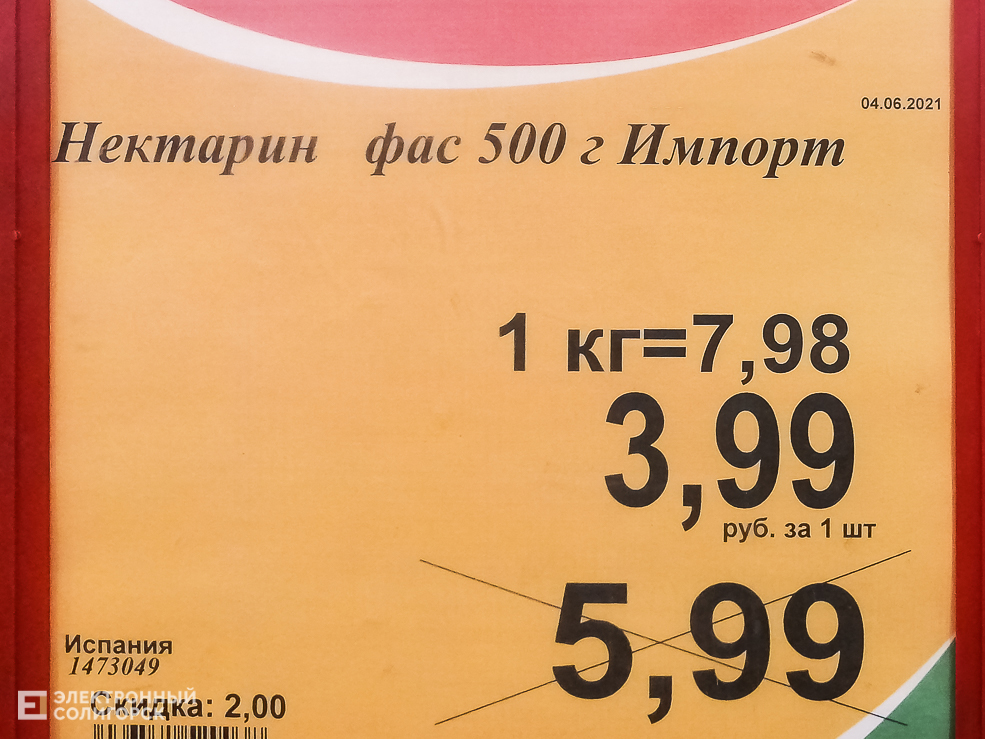 04.06.2021
Нектарин фас 500 г Импорт
1 кг=7,98
3,99
руб. за 1 шт
5,99
Испания
1473049
Скидка: 2,00
ЭЛЕКТРОННЫЙ
СОЛИГОРСК